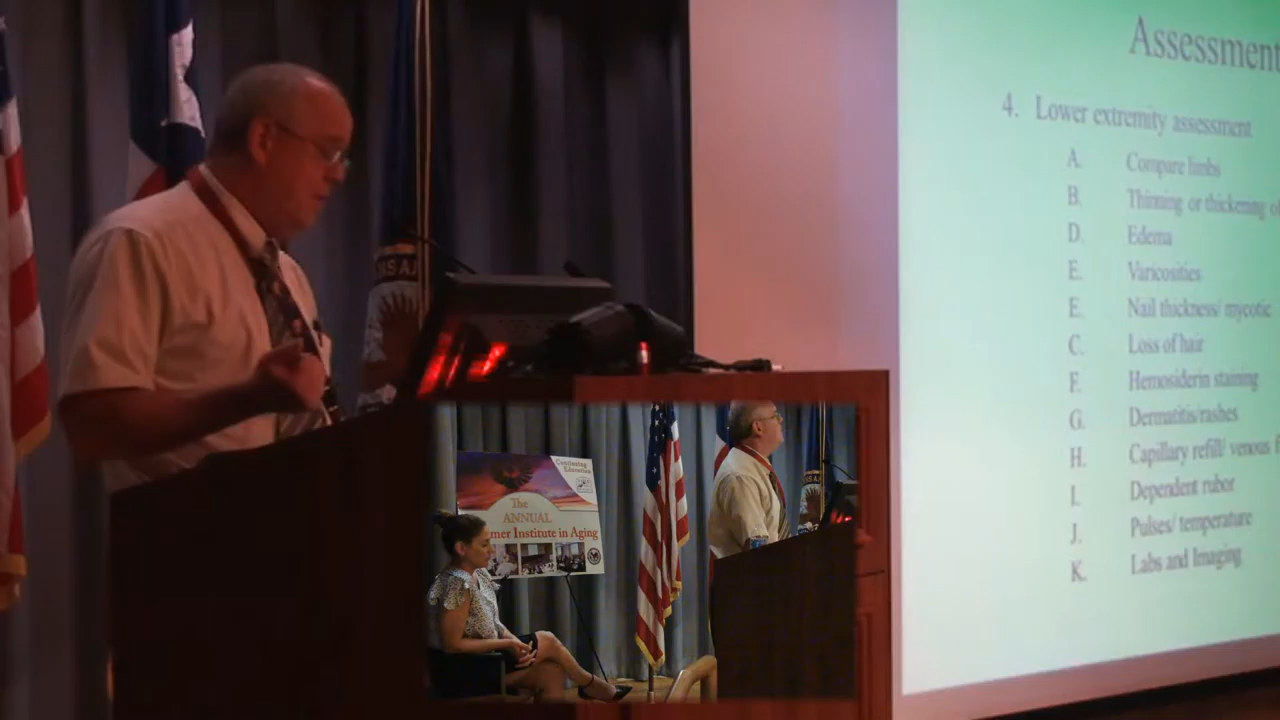 Assessment
4. Lower extremity assessment
A. Compare limbs
B. Thinning or thickening of
D. Edema
E. Varicosities
E. Nail thickness/ mycotic
C. Loss of hair
F. Hemosiderin staining
G. Dermatitis/rashes
H. Capillary refill/ venous
I. Dependent rubor
J. Pulses/ temperature
K. Labs and Imaging
Continuing
Education
The
ANNUAL
mer Institute in Aging